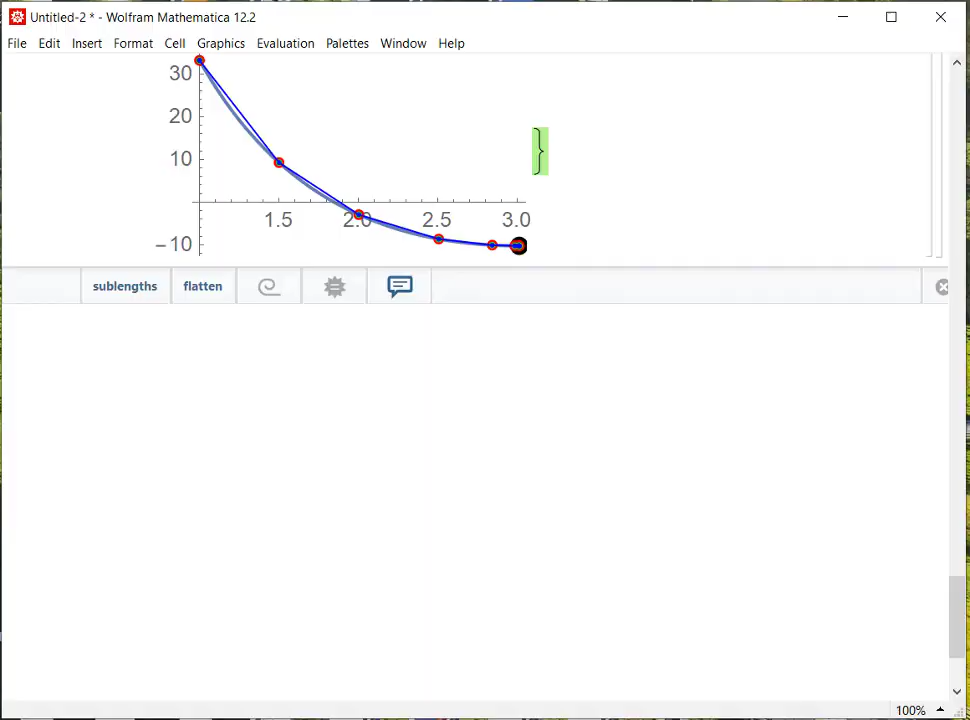 Untitled-2 * - Wolfram Mathematica 12.2
File Edit Insert Format Cell Graphics Evaluation Palettes Window Help
30
20
10
1.5 2.0 2.5 3.0
-10
}
sublengths flatten
100%